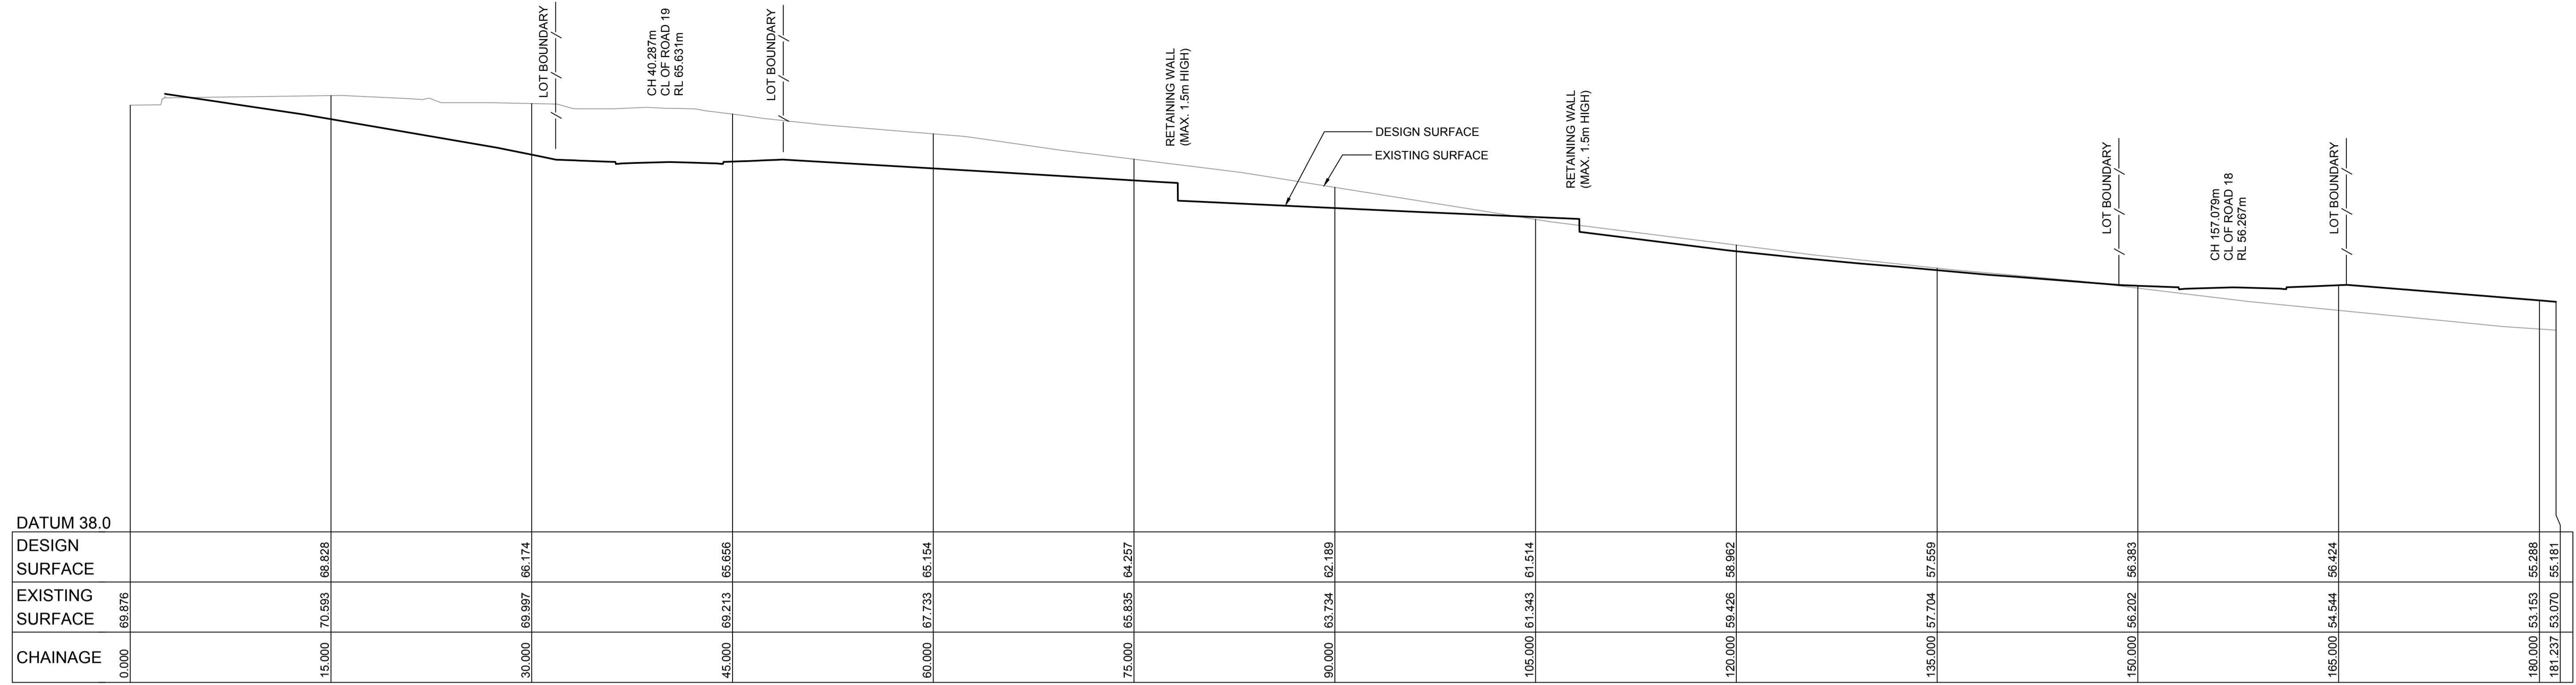 LOT BOUNDARY
CH 40.287m
CL OF ROAD 19
RL 65.631m
LOT BOUNDARY
RETAINING WALL
(MAX. 1.5m HIGH)
DESIGN SURFACE
EXISTING SURFACE
RETAINING WALL
(MAX. 1.5m HIGH)
LOT BOUNDARY
CH 157.079m
CL OF ROAD 18
RL 56.267m
LOT BOUNDARY
DATUM 38.0
DESIGN
SURFACE
68.828 66.174 65.656 65.154 64.257 62.189 61.514 58.962 57.559 56.383 56.424 55.288 55.181
EXISTING
SURFACE
69.876 70.593 69.997 69.213 67.733 65.835 63.734 61.343 59.426 57.704 56.202 54.544 53.153 53.070
CHAINAGE 0.000 15.000 30.000 45.000 60.000 75.000 90.000 105.000 120.000 135.000 150.000 165.000 180.000 181.237